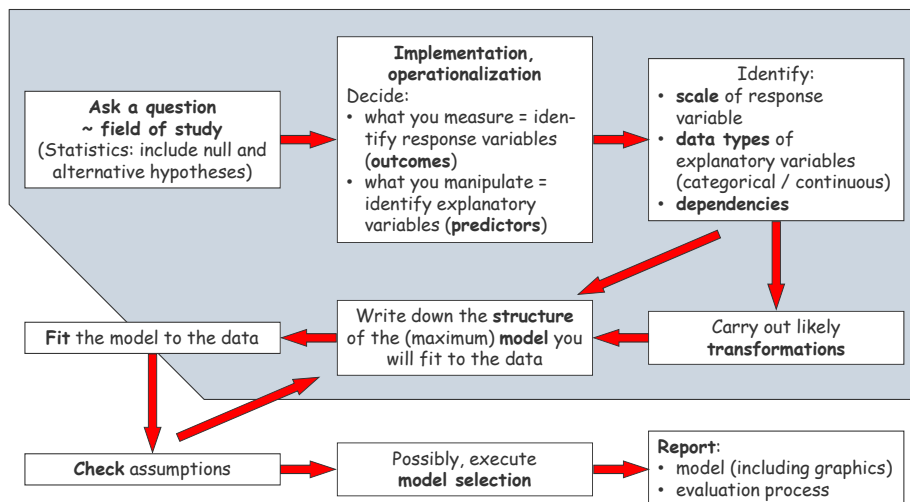 Ask a question
~ field of study
(Statistics: include null and
alternative hypotheses)
Implementation,
operationalization
Decide:
• what you measure = iden-
tify response variables
(outcomes)
• what you manipulate =
identify explanatory
variables (predictors)
Identify:
• scale of response
variable
• data types of
explanatory variables
(categorical / continuous)
• dependencies
Fit the model to the data
Write down the structure
of the (maximum) model you
will fit to the data
Carry out likely
transformations
Check assumptions
Possibly, execute
model selection
Report:
• model (including graphics)
• evaluation process